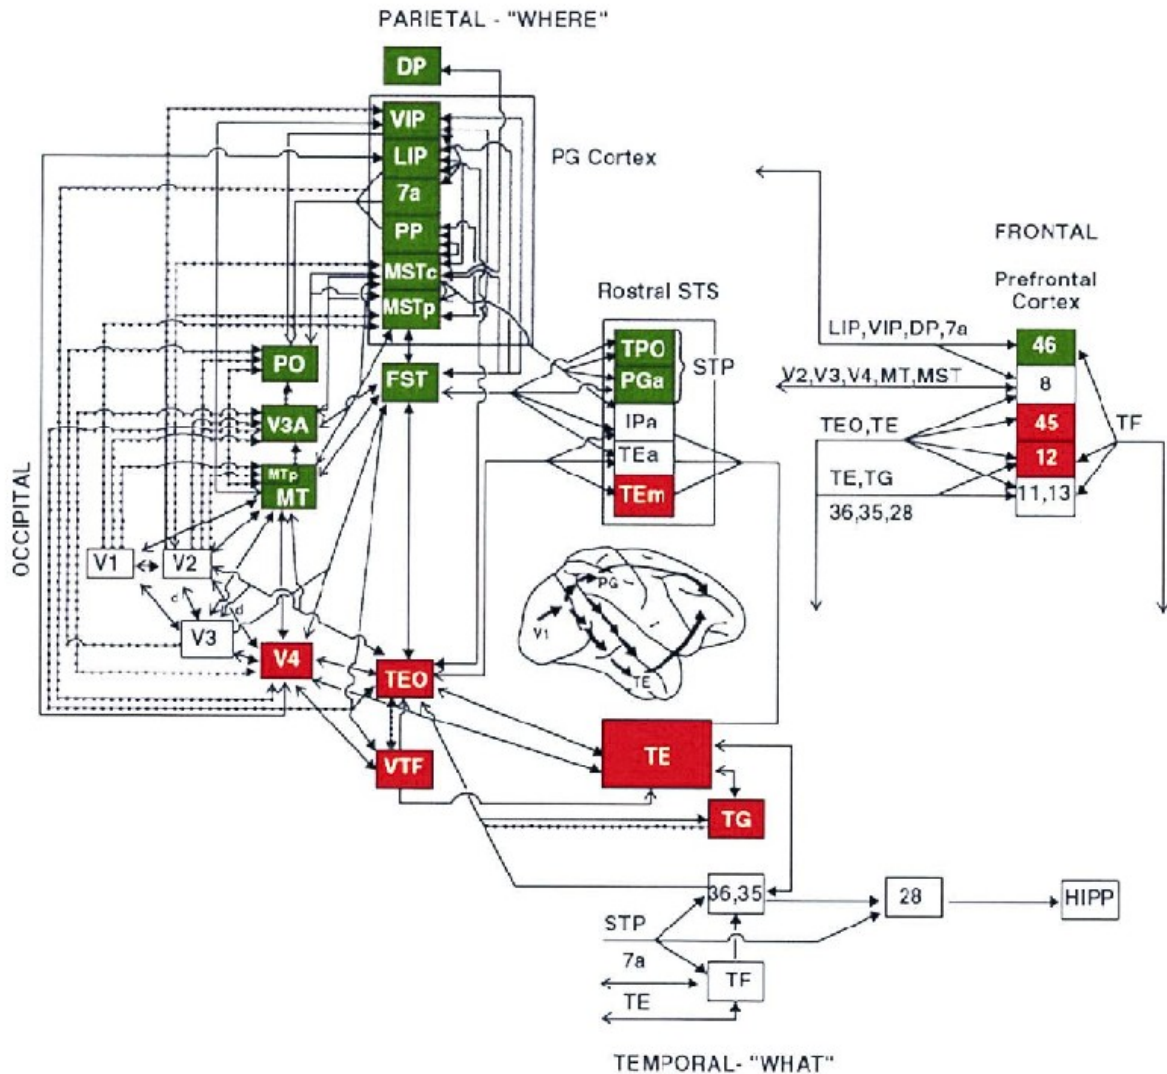 PARIETAL - "WHERE"
DP
VIP
LIP
7a
PP
MSTc
MSTp
PG Cortex
PO
FST
V3A
MTp
MT
OCCIPITAL
V1
V2
V3
d
d
V4
TEO
VTF
Rostral STS
TPO
PGa
STP
IPa
TEa
TEm
V1
PG
TE
TE
TG
FRONTAL
Prefrontal
Cortex
LIP,VIP,DP,7a
46
V2,V3,V4,MT,MST
8
TEO,TE
45
TF
12
TE,TG
11,13
36,35,28
36,35
28
HIPP
STP
7a
TF
TE
TEMPORAL- "WHAT"